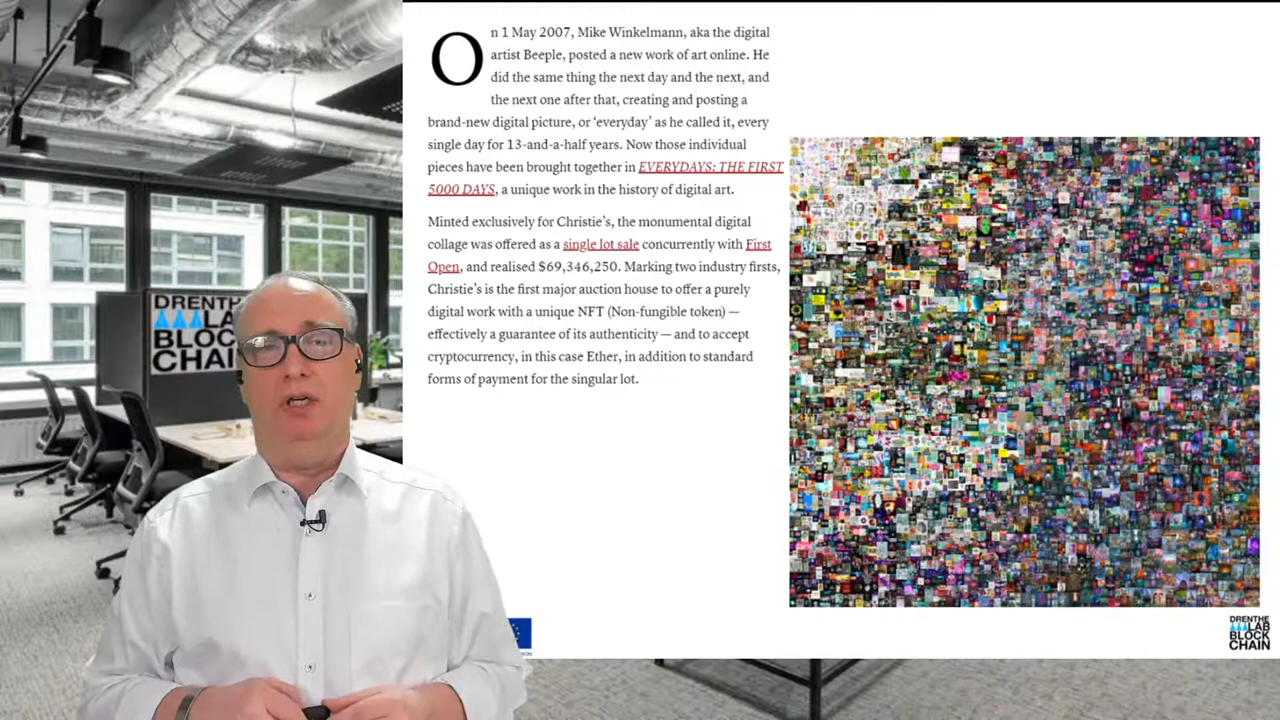 On 1 May 2007, Mike Winkelmann, aka the digital
artist Beeple, posted a new work of art online. He
did the same thing the next day and the next, and
the next one after that, creating and posting a
brand-new digital picture, or ‘everyday’ as he called it, every
single day for 13-and-a-half years. Now those individual
pieces have been brought together in EVERYDAYS: THE FIRST
5000 DAYS, a unique work in the history of digital art.
Minted exclusively for Christie’s, the monumental digital
collage was offered as a single lot sale concurrently with First
Open, and realised $69,346,250. Marking two industry firsts,
Christie’s is the first major auction house to offer a purely
digital work with a unique NFT (Non-fungible token) —
effectively a guarantee of its authenticity — and to accept
cryptocurrency, in this case Ether, in addition to standard
forms of payment for the singular lot.
DRENTHE
LAB
BLOCK
CHAIN
DRENTHE
LAB
BLOCK
CHAIN